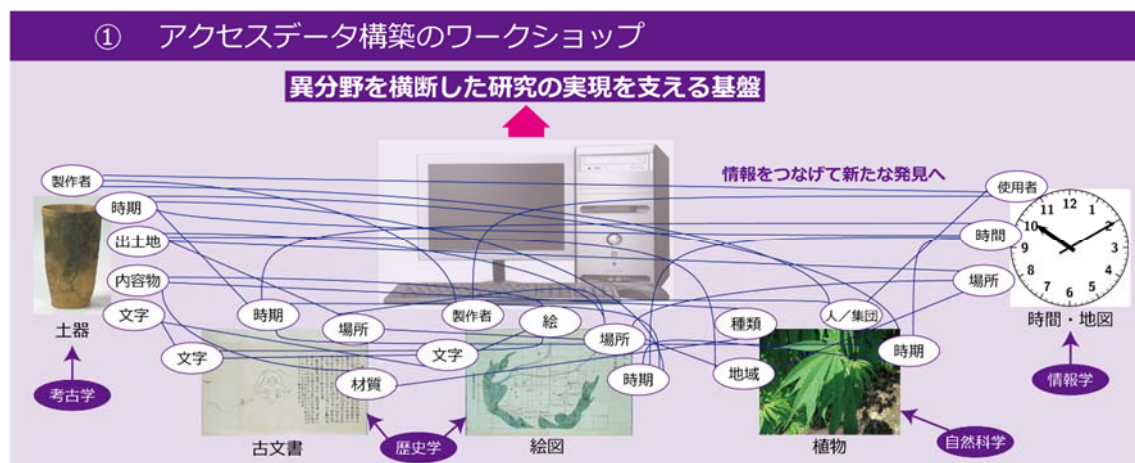 ① アクセスデータ構築のワークショップ
異分野を横断した研究の実現を支える基盤
情報をつなげて新たな発見へ
製作者
時期
出土地
内容物
文字
土器
考古学
時期
場所
文字
材質
古文書
歴史学
製作者
絵
文字
場所
時期
絵図
種類
地域
人／集団
時期
植物
自然科学
使用者
時間
場所
12
1
2
3
4
5
6
7
8
9
10
11
時間・地図
情報学